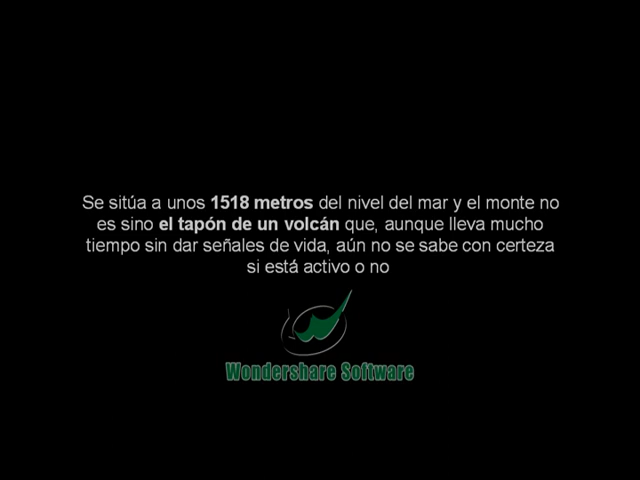 Se sitúa a unos 1518 metros del nivel del mar y el monte no
es sino el tapón de un volcán que, aunque lleva mucho
tiempo sin dar señales de vida, aún no se sabe con certeza
si está activo o no
Wondershare Software